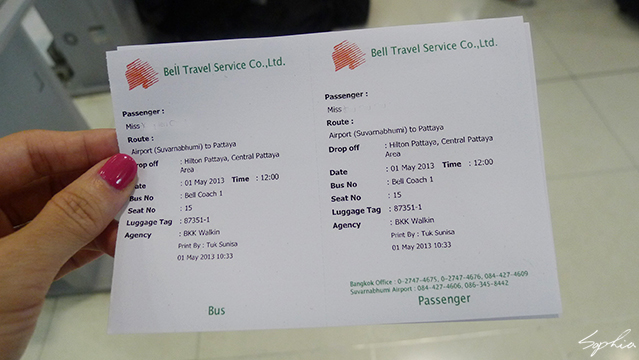 Bell Travel Service Co.,Ltd.
Passenger :
Miss
Route :
Airport (Suvarnabhumi) to Pattaya
Drop off : Hilton Pattaya, Central Pattaya
Area
Date : 01 May 2013 Time : 12:00
Bus No : Bell Coach 1
Seat No : 15
Luggage Tag : 87351-1
Agency : BKK Walkin
Print By : Tuk Sunisa
01 May 2013 10:33
Bus
Bell Travel Service Co.,Ltd.
Passenger :
Miss
Route :
Airport (Suvarnabhumi) to Pattaya
Drop off : Hilton Pattaya, Central Pattaya
Area
Date : 01 May 2013 Time : 12:00
Bus No : Bell Coach 1
Seat No : 15
Luggage Tag : 87351-1
Agency : BKK Walkin
Print By : Tuk Sunisa
01 May 2013 10:33
Bangkok Office : 0-2747-4675, 0-2747-4676, 084-427-4609
Suvarnabhumi Airport : 084-427-4606, 086-345-8442
Passenger
Sophia